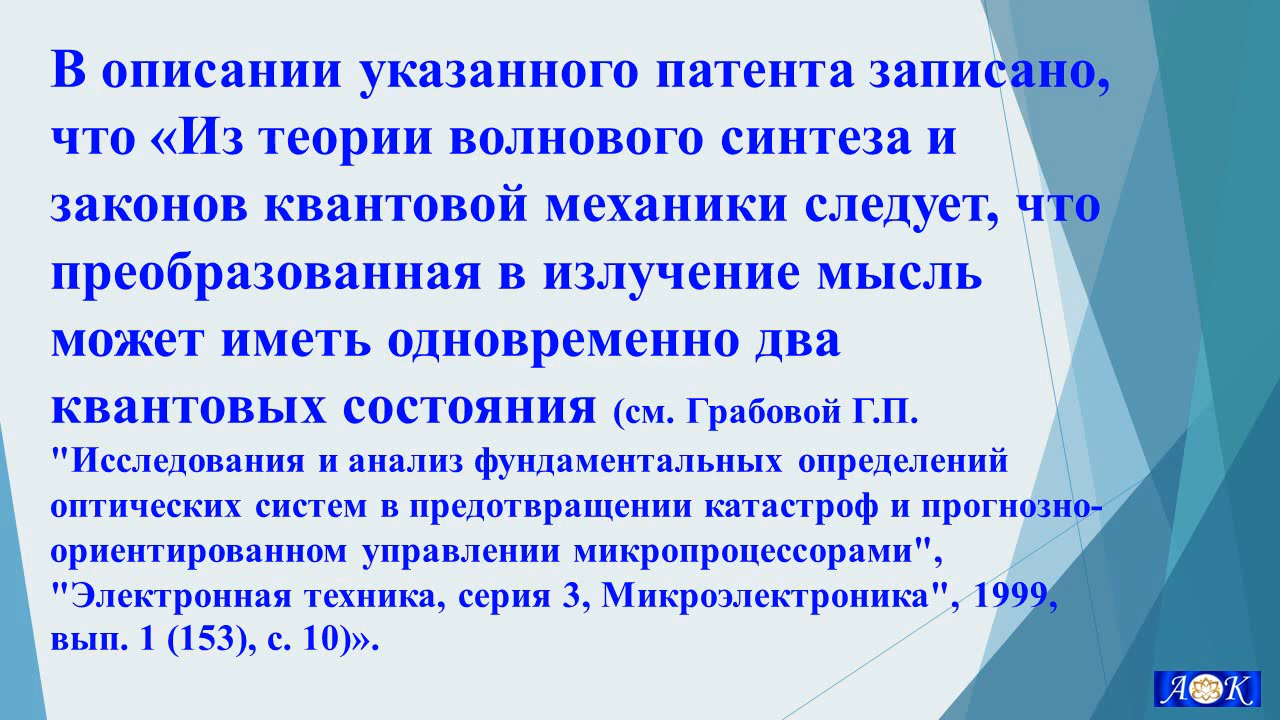 В описании указанного патента записано,
что «Из теории волнового синтеза и
законов квантовой механики следует, что
преобразованная в излучение мысль
может иметь одновременно два
квантовых состояния (см. Грабовой Г.П.
"Исследования и анализ фундаментальных определений
оптических систем в предотвращении катастроф и прогнозно-
ориентированном управлении микропроцессорами",
"Электронная техника, серия 3, Микроэлектроника", 1999,
вып. 1 (153), с. 10)».
А К